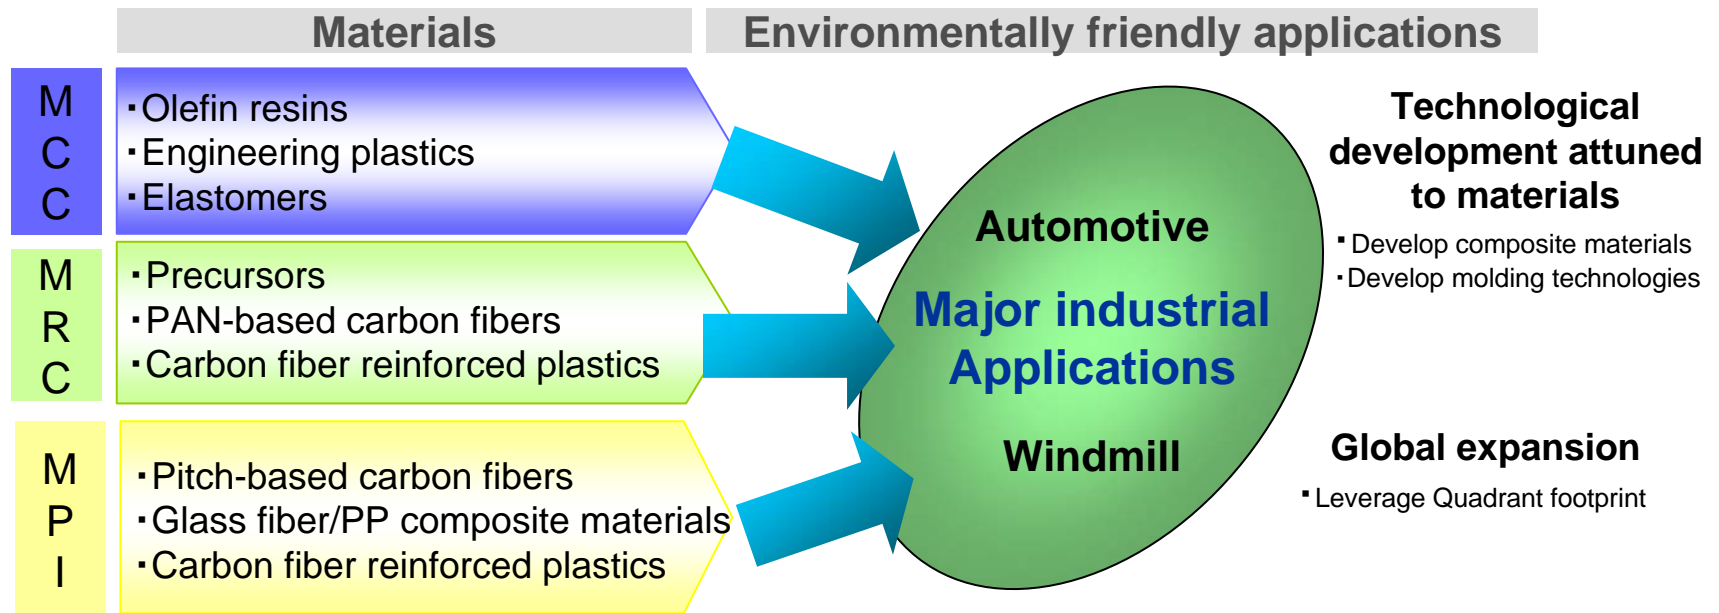 Materials
Environmentally friendly applications
M
C
C
▪Olefin resins
▪Engineering plastics
▪Elastomers
M
R
C
▪Precursors
▪PAN-based carbon fibers
▪Carbon fiber reinforced plastics
M
P
I
▪Pitch-based carbon fibers
▪Glass fiber/PP composite materials
▪Carbon fiber reinforced plastics
Automotive
Major industrial
Applications
Windmill
Technological
development attuned
to materials
▪Develop composite materials
▪Develop molding technologies
Global expansion
▪Leverage Quadrant footprint